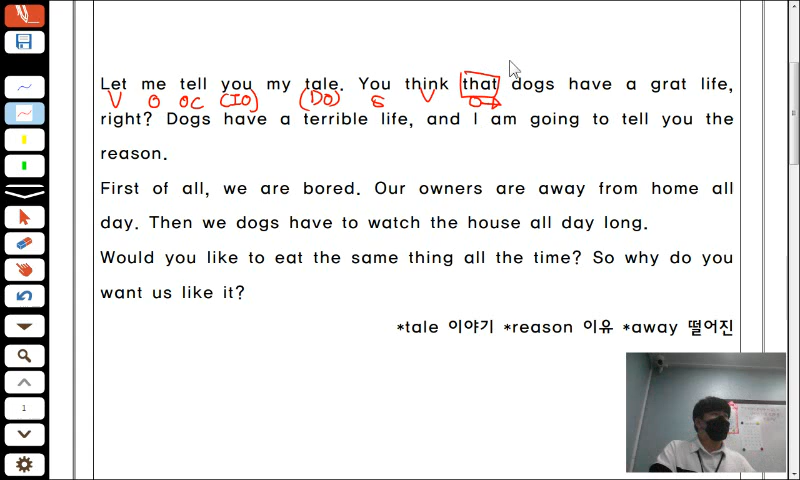 Let me tell you my tale. You think that dogs have a grat life,
V O OC (IO) (DO) S V O
right? Dogs have a terrible life, and I am going to tell you the
reason.
First of all, we are bored. Our owners are away from home all
day. Then we dogs have to watch the house all day long.
Would you like to eat the same thing all the time? So why do you
want us like it?
*tale 이야기 *reason 이유 *away 떨어진
1